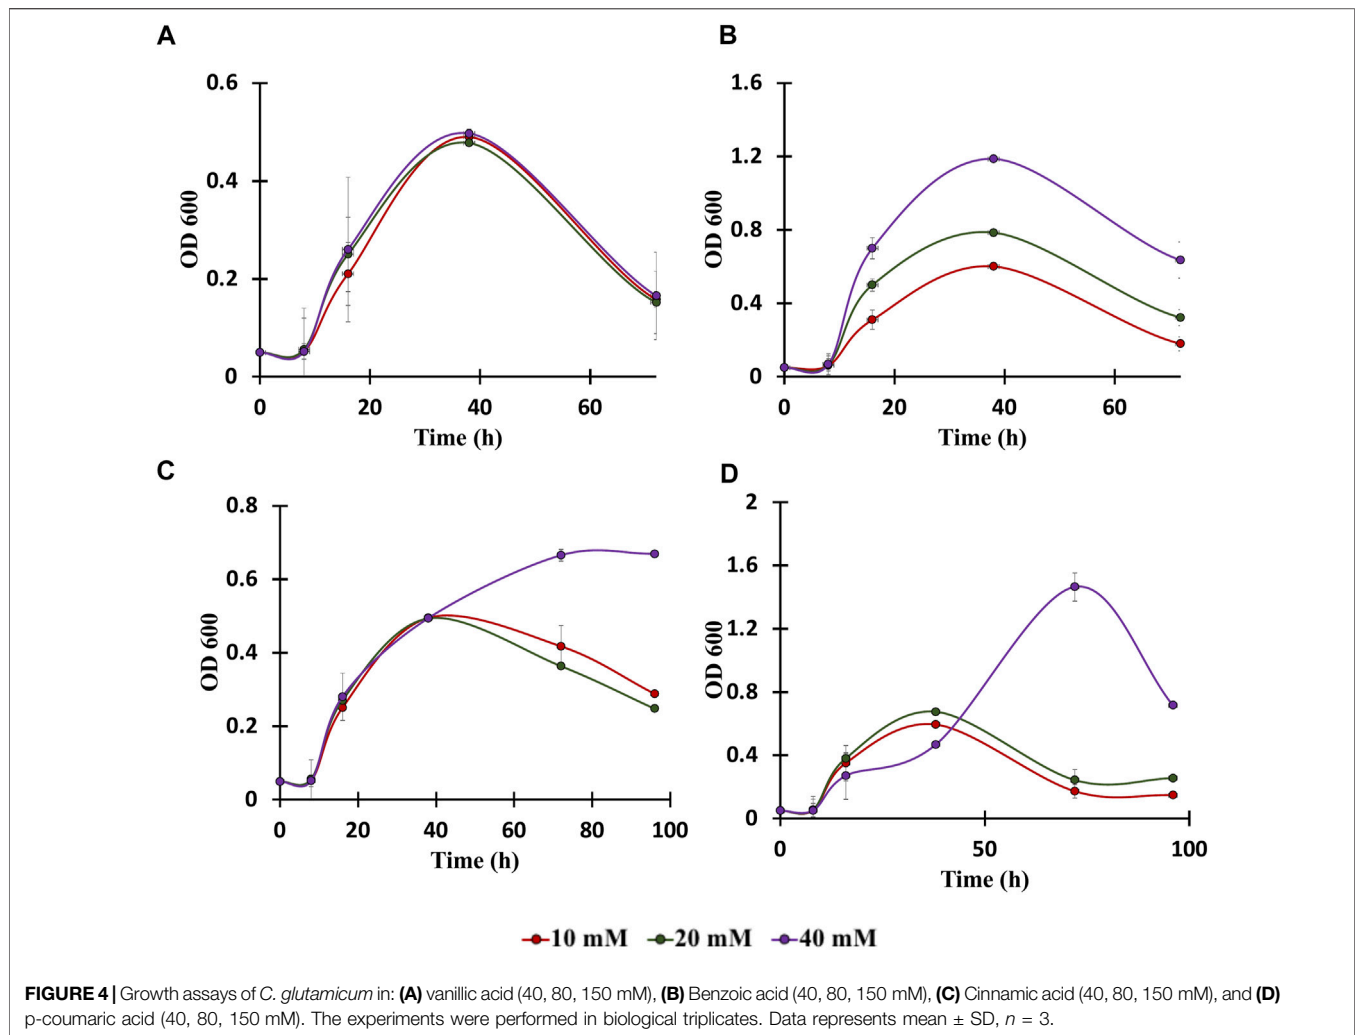 A
0.6
0.4
0.2
0
OD 600
0 20 40 60
Time (h)
B
1.6
1.2
0.8
0.4
0
OD 600
0 20 40 60
Time (h)
C
0.8
0.6
0.4
0.2
0
OD 600
0 20 40 60 80 100
Time (h)
D
2
1.6
1.2
0.8
0.4
0
OD 600
0 50 100
Time (h)
10 mM 20 mM 40 mM
FIGURE 4 | Growth assays of C. glutamicum in: (A) vanillic acid (40, 80, 150 mM), (B) Benzoic acid (40, 80, 150 mM), (C) Cinnamic acid (40, 80, 150 mM), and (D)
p-coumaric acid (40, 80, 150 mM). The experiments were performed in biological triplicates. Data represents mean ± SD, n = 3.